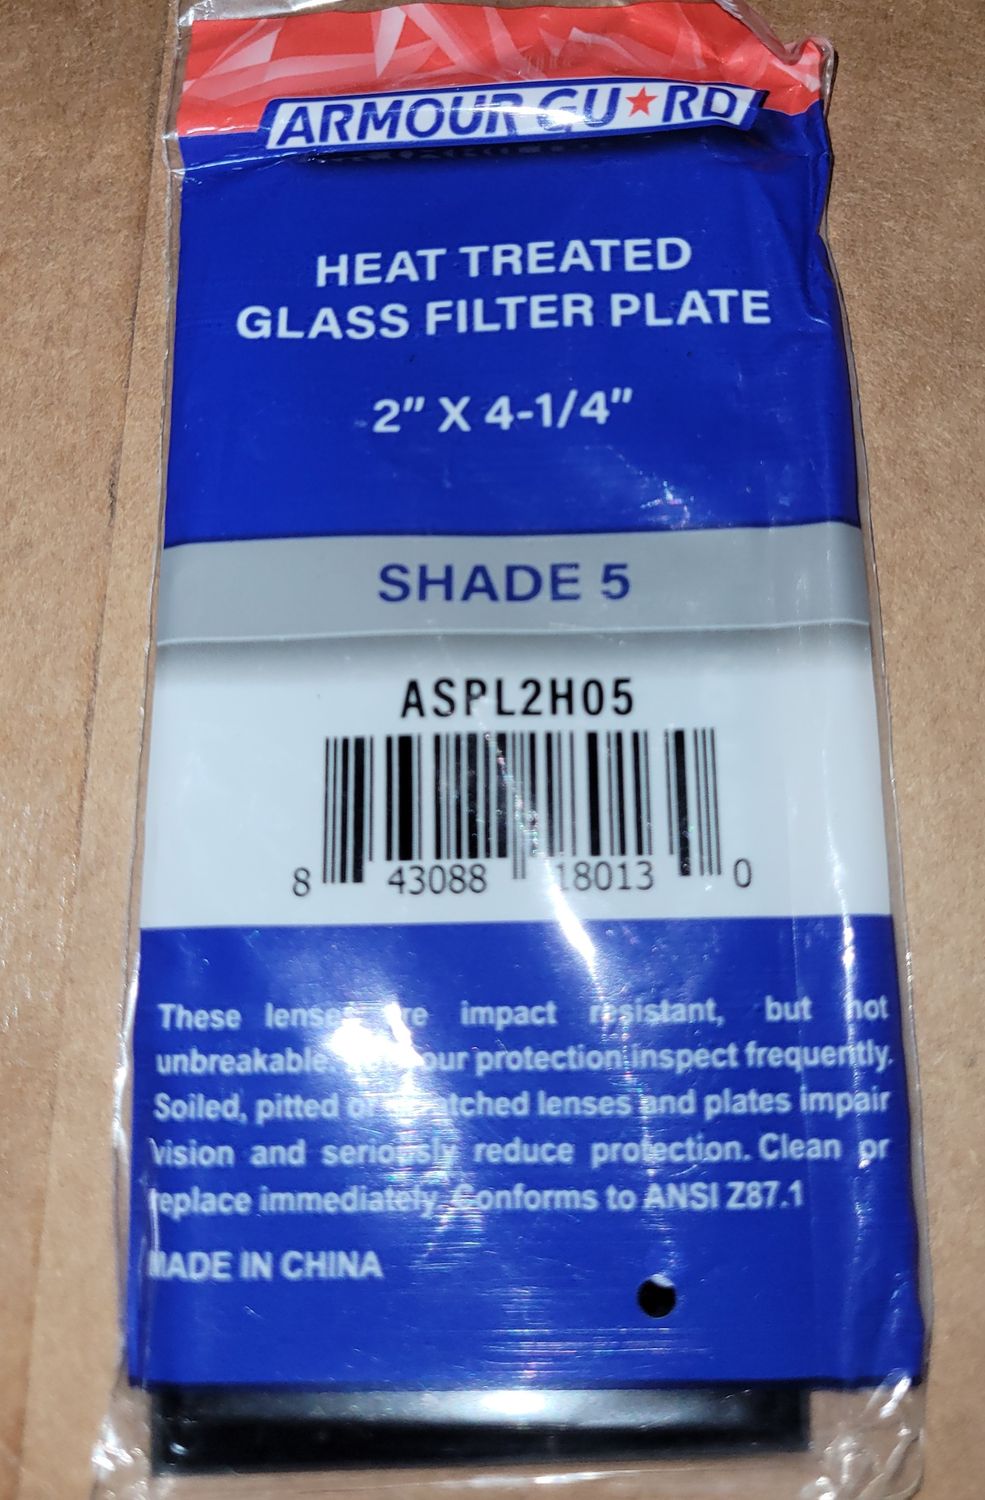 ARMOUR GU★RD
HEAT TREATED
GLASS FILTER PLATE
2" X 4-1/4"
SHADE 5
ASPL2H05
8 43088 18013 0
These lenses are impact resistant, but not
unbreakable. your protection inspect frequently.
Soiled, pitted or scratched lenses and plates impair
vision and seriously reduce protection. Clean or
replace immediately. Conforms to ANSI Z87.1
MADE IN CHINA